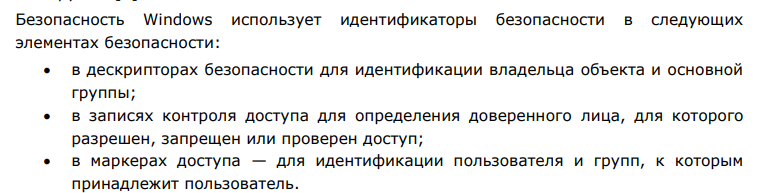 Безопасность Windows использует идентификаторы безопасности в следующих
элементах безопасности:
• в дескрипторах безопасности для идентификации владельца объекта и основной
группы;
• в записях контроля доступа для определения доверенного лица, для которого
разрешен, запрещен или проверен доступ;
• в маркерах доступа — для идентификации пользователя и групп, к которым
принадлежит пользователь.